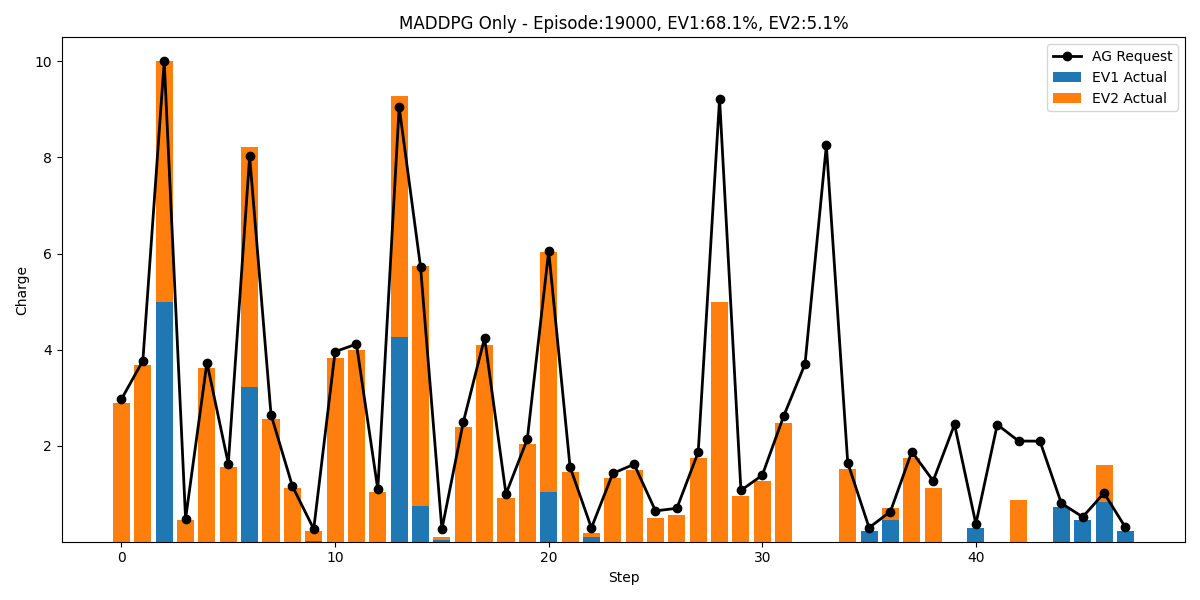 MADDPG Only - Episode:19000, EV1:68.1%, EV2:5.1%
AG Request
EV1 Actual
EV2 Actual
Charge
10
8
6
4
2
0
10
20
30
40
Step